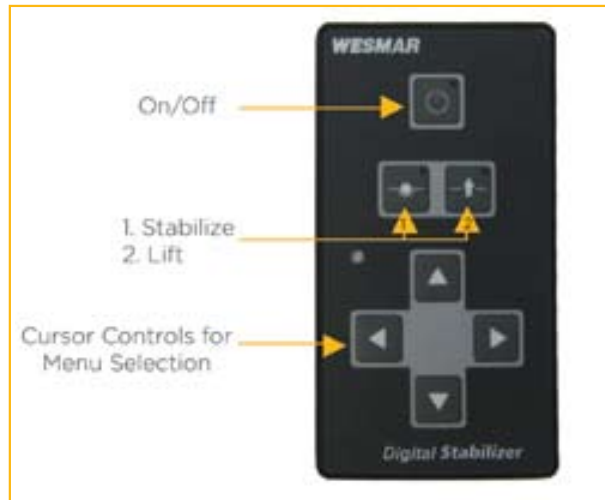 WESMAR
On/Off
1. Stabilize
2. Lift
1
2
Cursor Controls for
Menu Selection
Digital Stabilizer